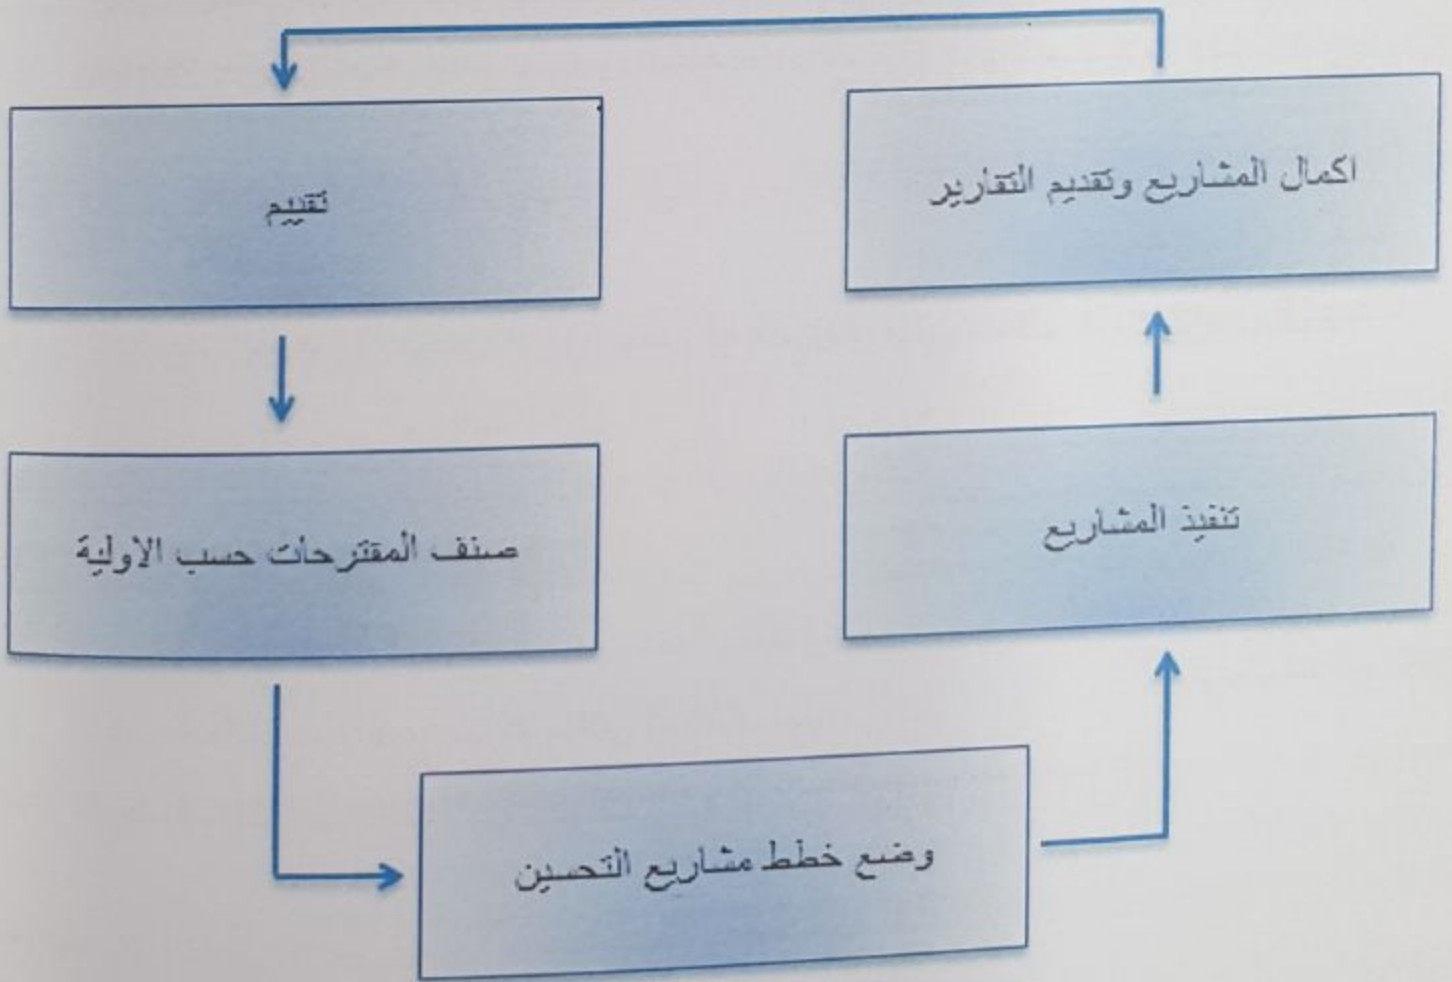 اكمال المشاريع وتقديم التقارير
تقييم
تنفيذ المشاريع
صنف المقترحات حسب الاولية
وضع خطط مشاريع التحسين